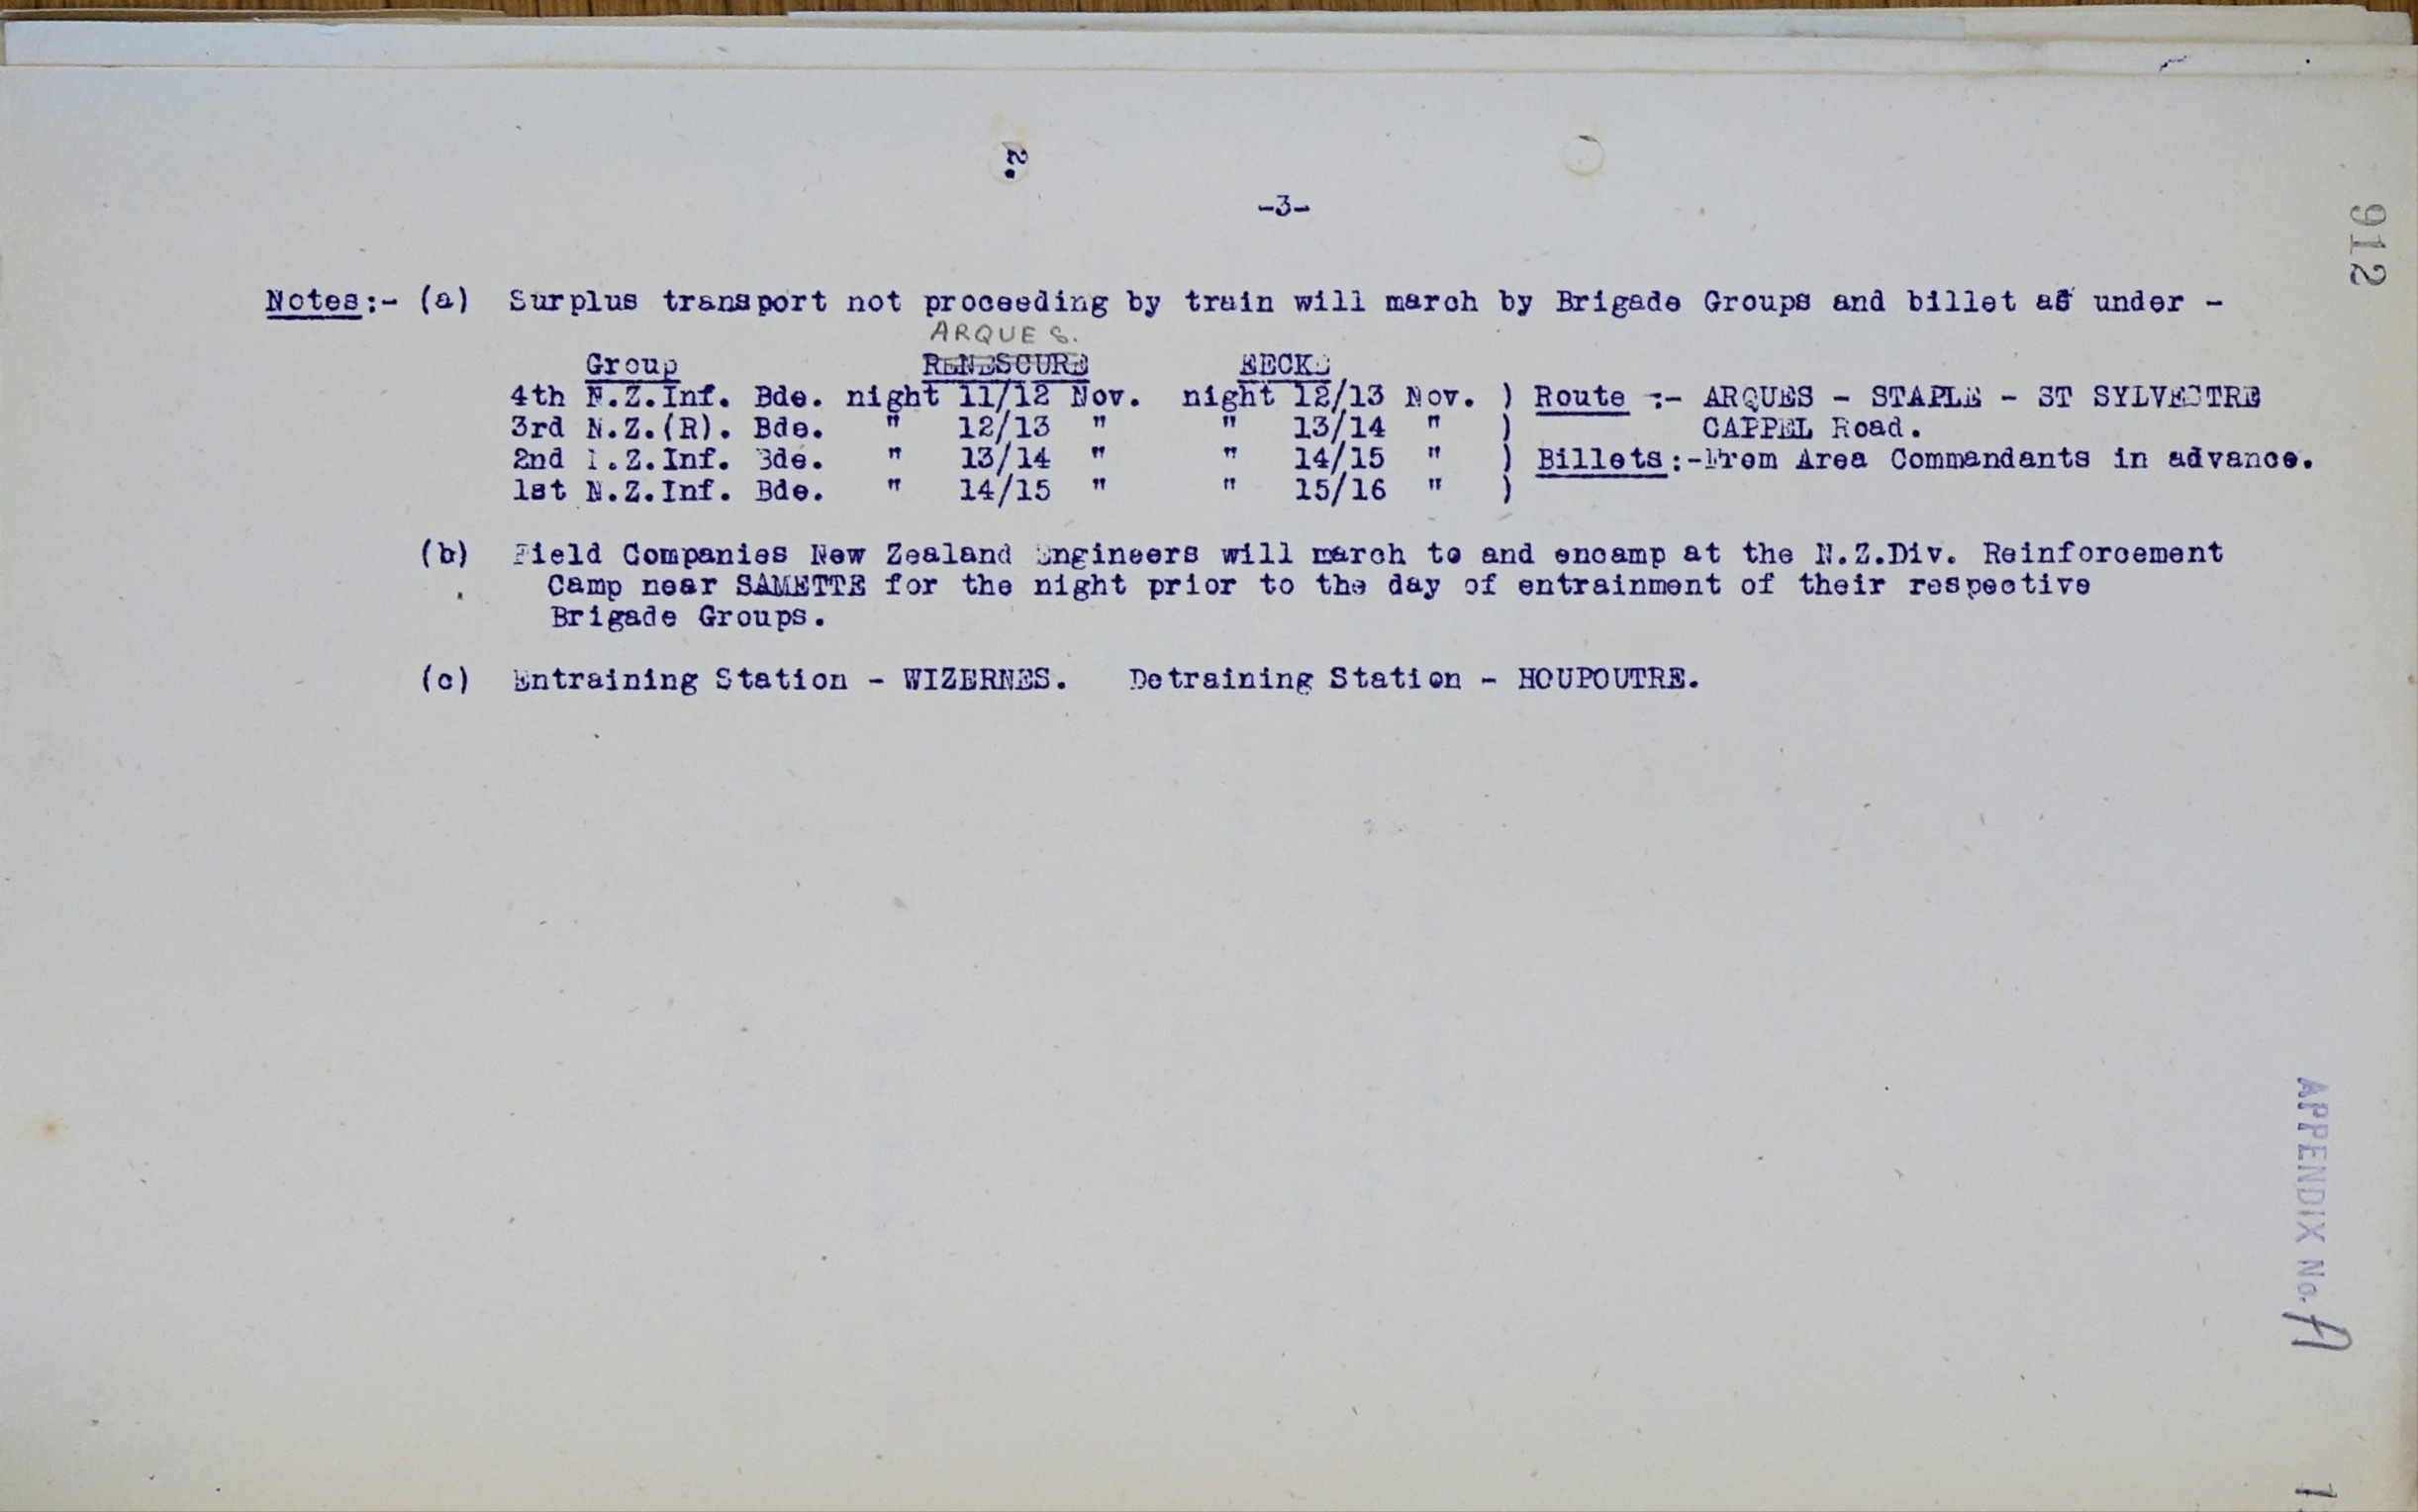 2.
-3-
912
Notes:- (a) Surplus transport not proceeding by train will march by Brigade Groups and billet as under -
ARQUES.
Group RENESCURE EECKE
4th N.Z.Inf. Bde. night 11/12 Nov. night 12/13 Nov. ) Route :- ARQUES - STAPLE - ST SYLVESTRE
3rd N.Z.(R). Bde. " 12/13 " " 13/14 " ) CAPPEL Road.
2nd N.Z.Inf. Bde. " 13/14 " " 14/15 " ) Billets:-From Area Commandants in advance.
1st N.Z.Inf. Bde. " 14/15 " " 15/16 " )
(b) Field Companies New Zealand Engineers will march to and encamp at the N.Z.Div. Reinforcement
Camp near SAMETTE for the night prior to the day of entrainment of their respective
Brigade Groups.
(c) Entraining Station - WIZERNES. Detraining Station - HOUPOUTRE.
APPENDIX No. A
1